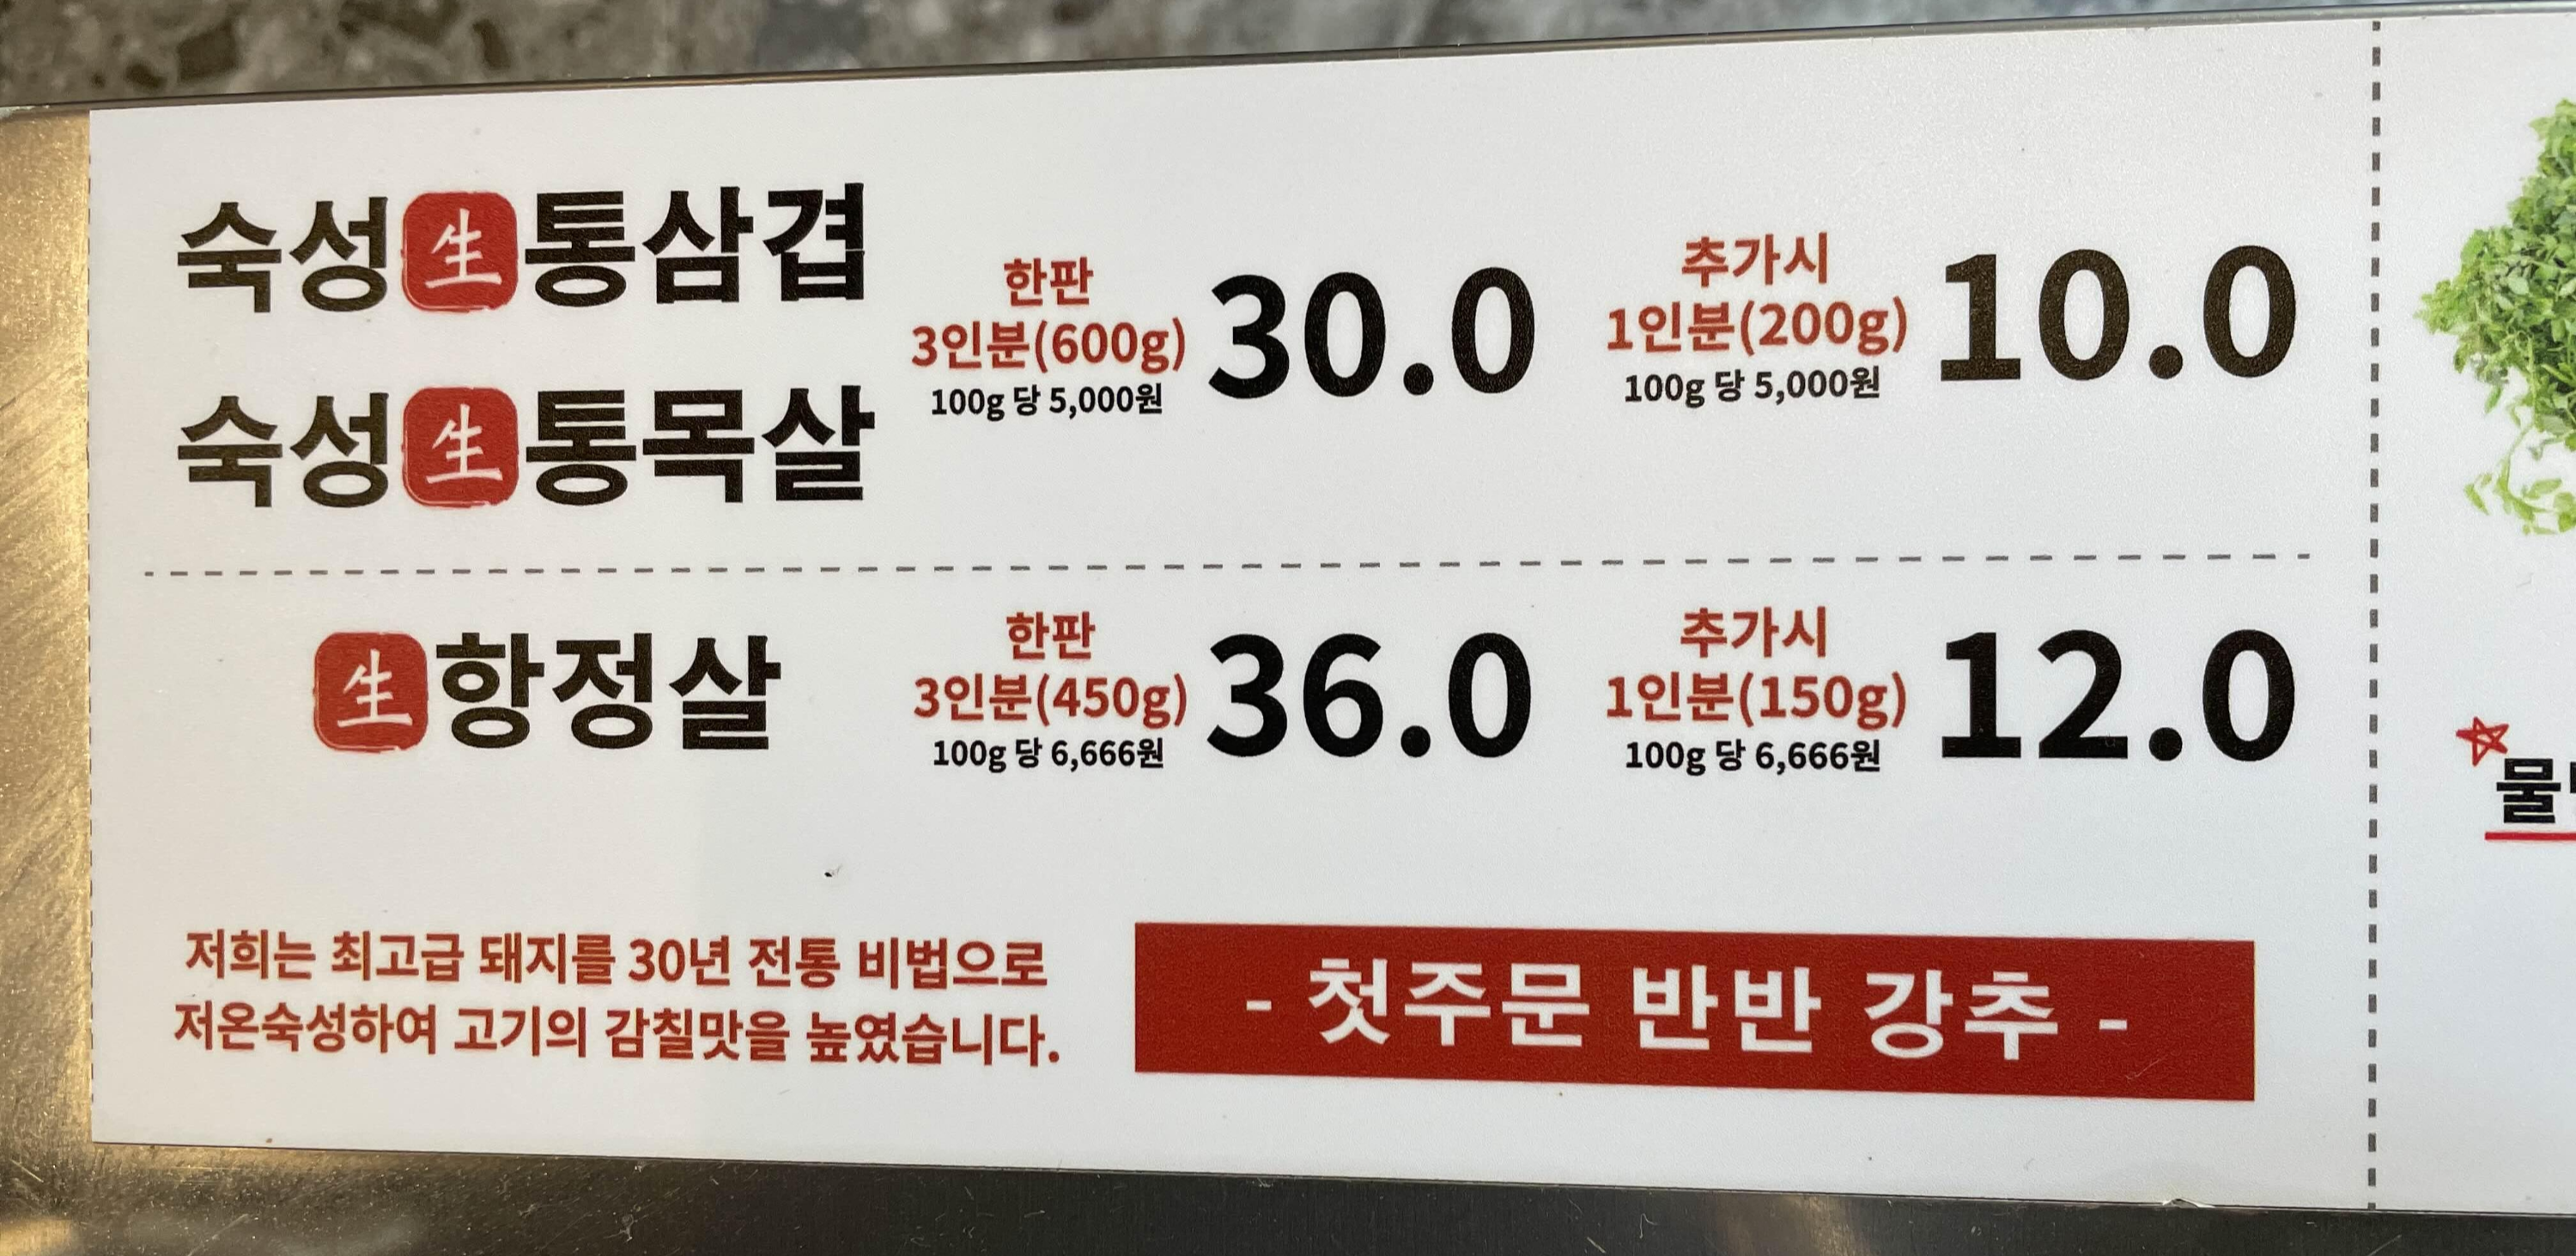 숙성生통삼겹
숙성生통목살
한판
3인분(600g)
100g 당 5,000원
30.0
추가시
1인분(200g)
100g 당 5,000원
10.0
生항정살
한판
3인분(450g)
100g 당 6,666원
36.0
추가시
1인분(150g)
100g 당 6,666원
12.0
저희는 최고급 돼지를 30년 전통 비법으로
저온숙성하여 고기의 감칠맛을 높였습니다.
- 첫주문 반반 강추 -